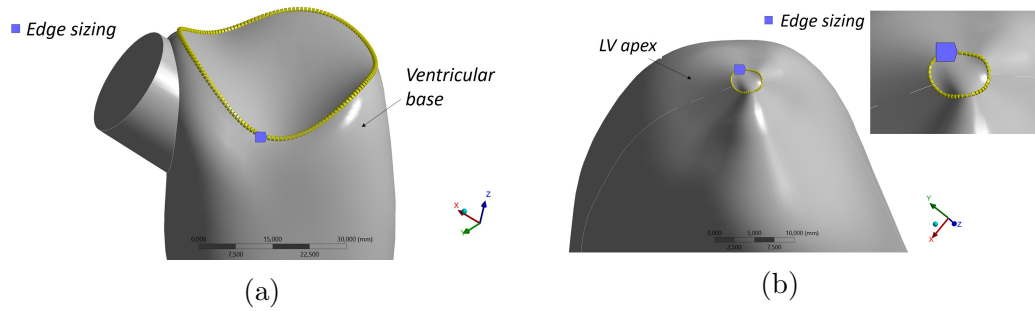 Edge sizing
Ventricular
base
Z
X
Y
0,000 15,000 30,000 (mm)
7,500 22,500
(a)
Edge sizing
LV apex
Y
Z
X
0,000 5,000 10,000 (mm)
2,500 7,500
(b)